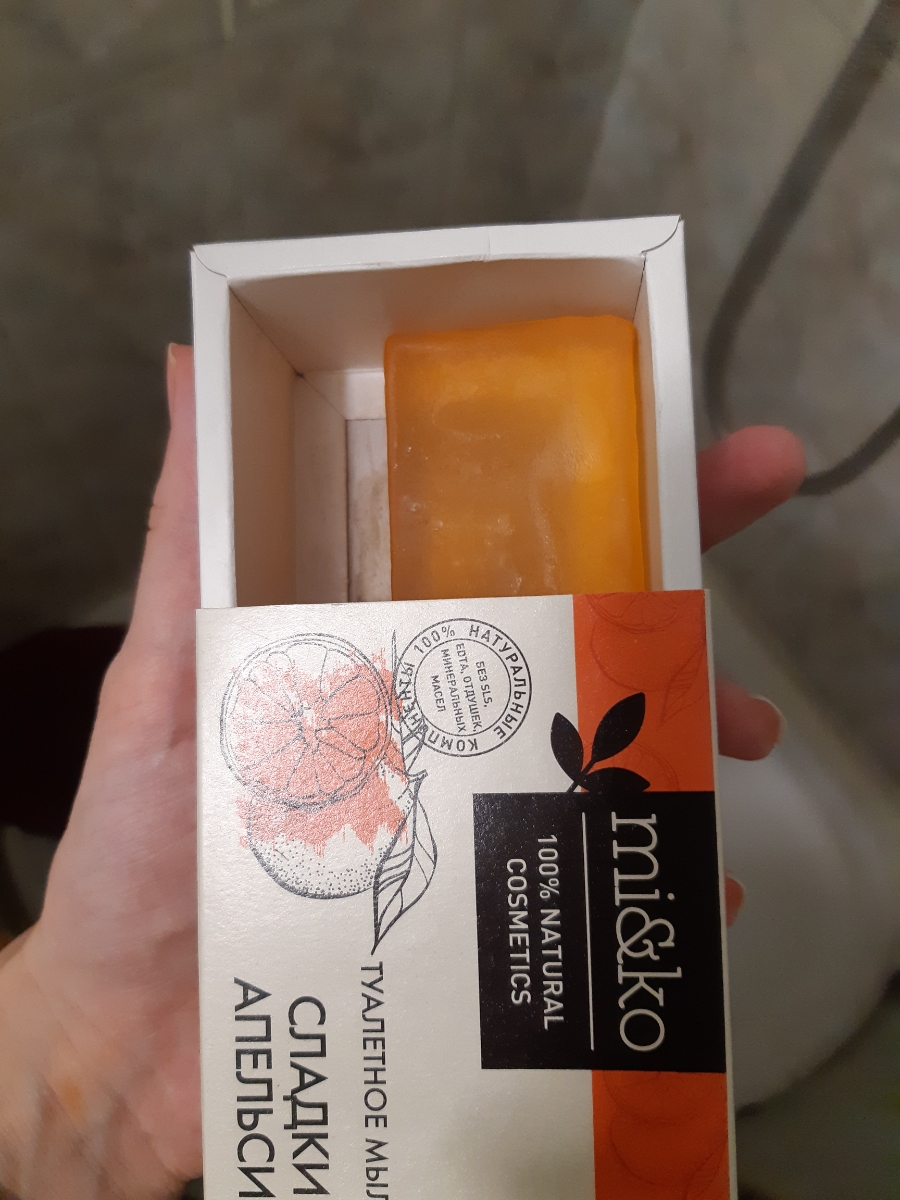 mi&ko
100% NATURAL
COSMETICS
100% НАТУРАЛЬНЫЕ КОМПОНЕНТЫ
БЕЗ SLS,
EDTA, ОТДУШЕК,
МИНЕРАЛЬНЫХ
МАСЕЛ
ТУАЛЕТНОЕ МЫЛ
СЛАДКИ
АПЕЛЬСИ